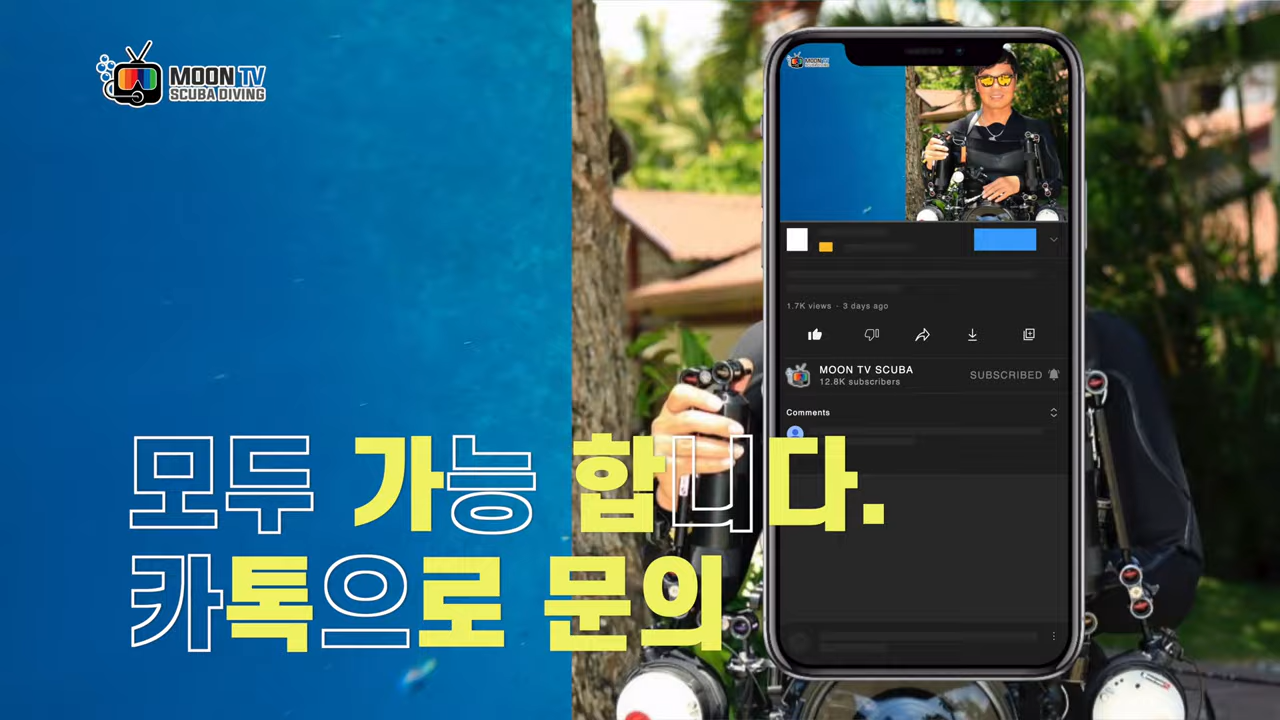 MOON TV
SCUBA DIVING
1.7K views - 3 days ago
MOON TV SCUBA
12.8K subscribers
SUBSCRIBED
Comments
모두 가능 합니다.
카톡으로 문의